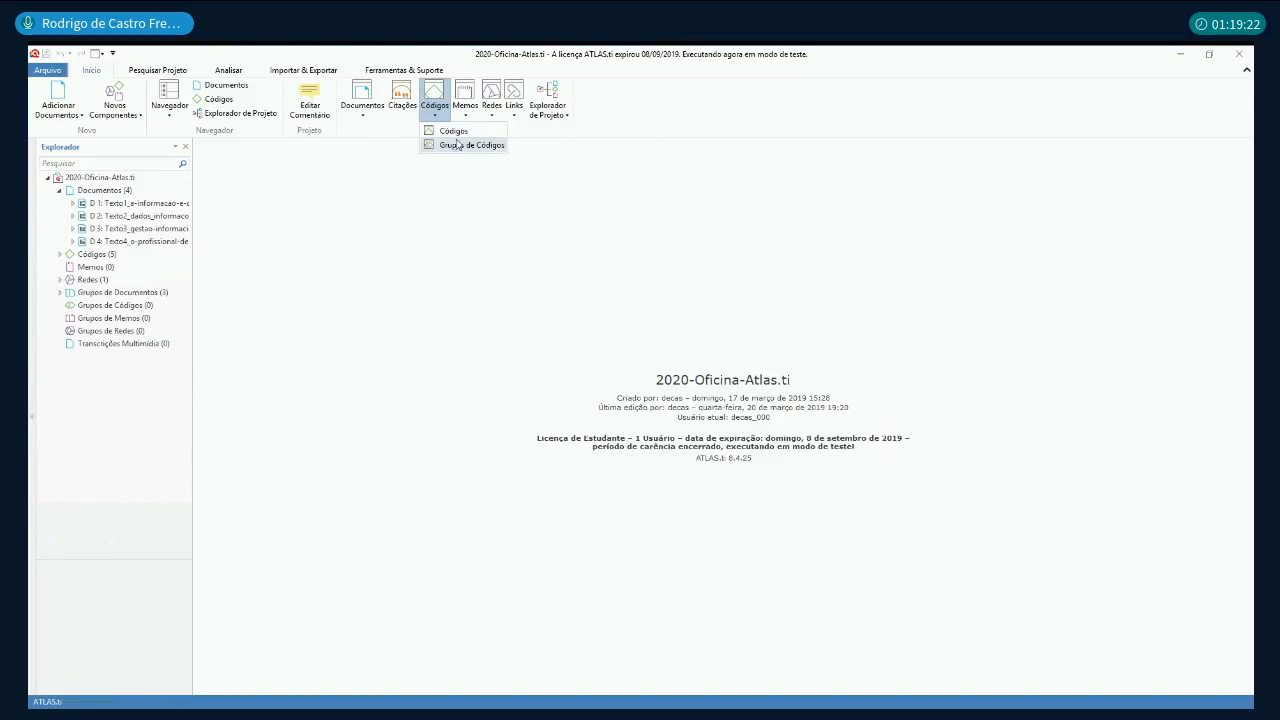 Rodrigo de Castro Fre...
01:19:22
2020-Oficina-Atlas.ti - A licença ATLAS.ti expirou 08/09/2019. Executando agora em modo de teste.
Arquivo
Início
Pesquisar Projeto
Analisar
Importar & Exportar
Ferramentas & Suporte
Adicionar
Documentos
Novos
Componentes
Novo
Navegador
Documentos
Códigos
Explorador de Projeto
Navegador
Editar
Comentário
Projeto
Documentos
Citações
Códigos
Memos
Redes
Links
Explorador
de Projeto
Códigos
Grupos de Códigos
Explorador
Pesquisar
2020-Oficina-Atlas.ti
Documentos (4)
D 1: Texto1_a-informacao-e-c
D 2: Texto2_dados_informaco
D 3: Texto3_gestao-informaci
D 4: Texto4_o-profissional-de
Códigos (5)
Memos (0)
Redes (1)
Grupos de Documentos (3)
Grupos de Códigos (0)
Grupos de Memos (0)
Grupos de Redes (0)
Transcrições Multimídia (0)
2020-Oficina-Atlas.ti
Criado por: decas – domingo, 17 de março de 2019 15:28
Última edição por: decas – quarta-feira, 20 de março de 2019 19:20
Usuário atual: decas_000
Licença de Estudante – 1 Usuário – data de expiração: domingo, 8 de setembro de 2019 –
período de carência encerrado, executando em modo de teste!
ATLAS.ti 8.4.25
ATLAS.ti